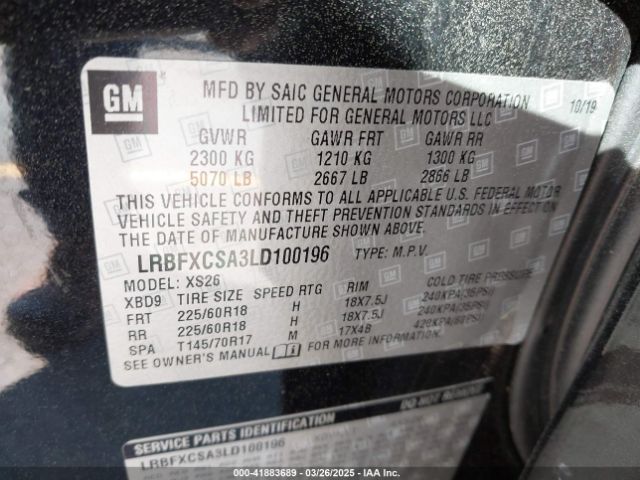 GM
MFD BY SAIC GENERAL MOTORS CORPORATION 10/19
LIMITED FOR GENERAL MOTORS LLC
GVWR GAWR FRT GAWR RR
2300 KG 1210 KG 1300 KG
5070 LB 2667 LB 2866 LB
THIS VEHICLE CONFORMS TO ALL APPLICABLE U.S. FEDERAL MOTOR
VEHICLE SAFETY AND THEFT PREVENTION STANDARDS IN EFFECT ON
THE DATE OF MANUFACTURE SHOWN ABOVE.
LRBFXCSA3LD100196 TYPE: M.P.V.
MODEL: XS26
XBD9 TIRE SIZE SPEED RTG RIM COLD TIRE PRESSURE
FRT 225/60R18 H 18X7.5J 240KPA(35PSI)
RR 225/60R18 H 18X7.5J 240KPA(35PSI)
SPA T145/70R17 M 17X4B 420KPA(60PSI)
SEE OWNER'S MANUAL FOR MORE INFORMATION
SERVICE PARTS IDENTIFICATION DO NOT REMOVE
LRBFXCSA3LD100196
000-41883689 | 03/26/2025 | IAAI.COM